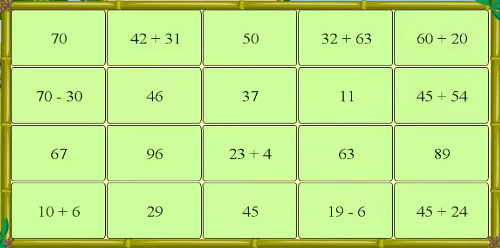 70 42 + 31 50 32 + 63 60 + 20
70 - 30 46 37 11 45 + 54
67 96 23 + 4 63 89
10 + 6 29 45 19 - 6 45 + 24